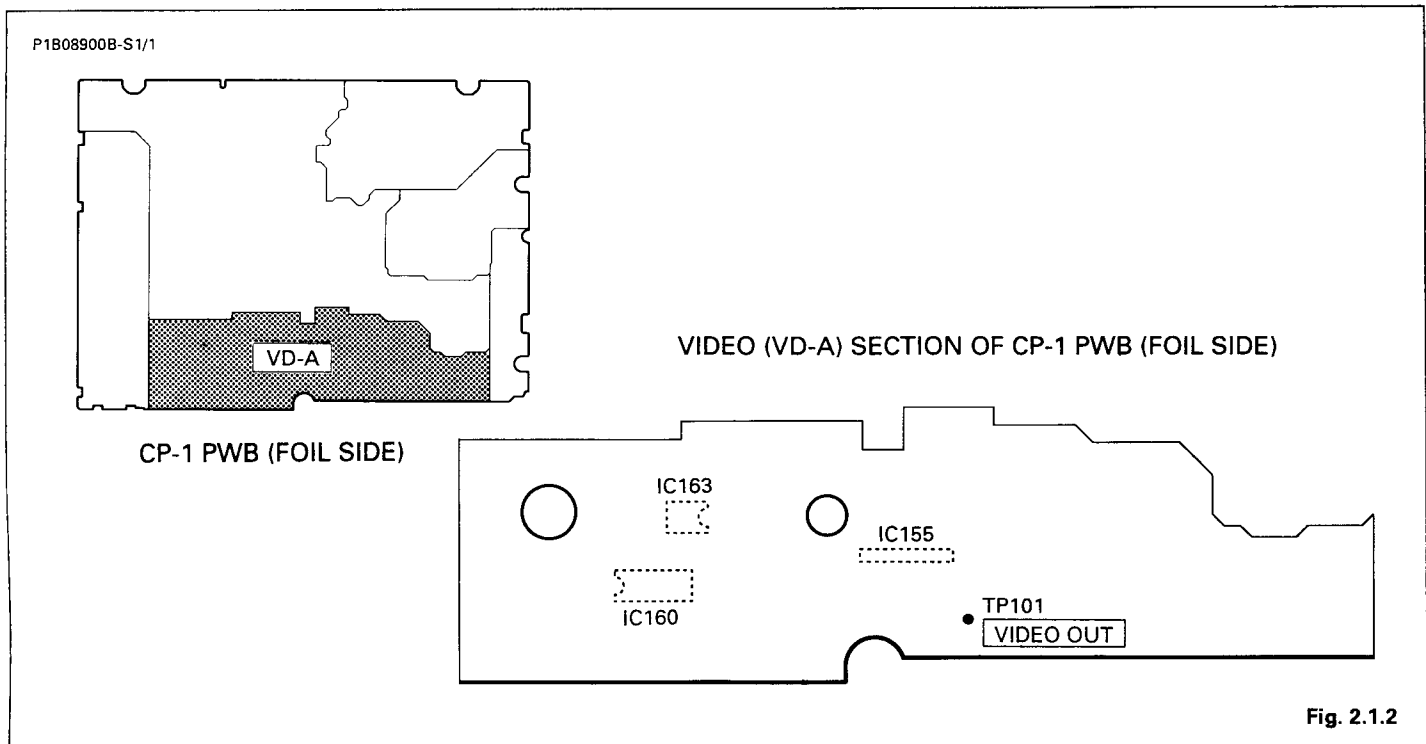 P1B08900B-S1/1
VD-A
CP-1 PWB (FOIL SIDE)
VIDEO (VD-A) SECTION OF CP-1 PWB (FOIL SIDE)
IC163
IC155
IC160
TP101
VIDEO OUT
Fig. 2.1.2